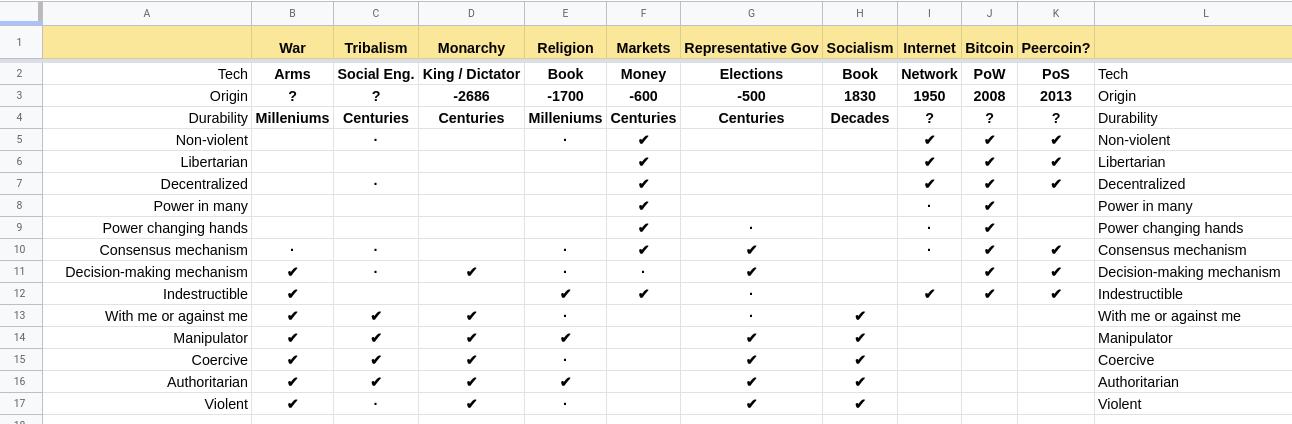 A B C D E F G H I J K L
1 War Tribalism Monarchy Religion Markets Representative Gov Socialism Internet Bitcoin Peercoin?
2 Tech Arms Social Eng. King / Dictator Book Money Elections Book Network PoW PoS Tech
3 Origin ? ? -2686 -1700 -600 -500 1830 1950 2008 2013 Origin
4 Durability Milleniums Centuries Centuries Milleniums Centuries Centuries Decades ? ? ? Durability
5 Non-violent · · ✔ ✔ ✔ ✔ Non-violent
6 Libertarian ✔ ✔ ✔ ✔ Libertarian
7 Decentralized · ✔ ✔ ✔ ✔ Decentralized
8 Power in many ✔ · ✔ Power in many
9 Power changing hands ✔ · · ✔ Power changing hands
10 Consensus mechanism · · · ✔ ✔ · ✔ ✔ Consensus mechanism
11 Decision-making mechanism ✔ · ✔ · · ✔ ✔ ✔ Decision-making mechanism
12 Indestructible ✔ ✔ ✔ · ✔ ✔ ✔ Indestructible
13 With me or against me ✔ ✔ ✔ · · ✔ With me or against me
14 Manipulator ✔ ✔ ✔ ✔ ✔ ✔ Manipulator
15 Coercive ✔ ✔ ✔ · ✔ ✔ Coercive
16 Authoritarian ✔ ✔ ✔ ✔ ✔ ✔ Authoritarian
17 Violent ✔ · ✔ · ✔ ✔ Violent